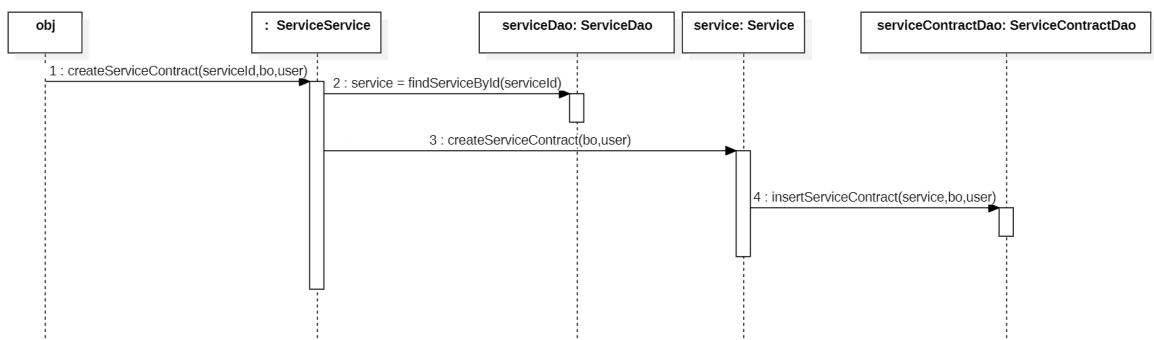 obj
: ServiceService
serviceDao: ServiceDao
service: Service
serviceContractDao: ServiceContractDao
1 : createServiceContract(serviceId,bo,user)
2 : service = findServiceById(serviceId)
3 : createServiceContract(bo,user)
4 : insertServiceContract(service,bo,user)